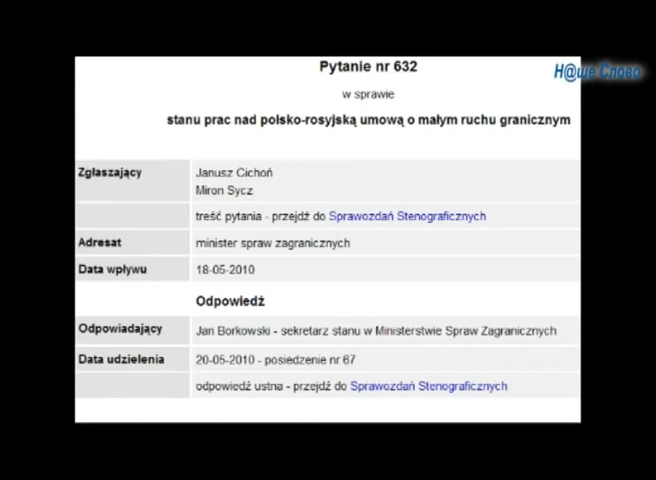 Pytanie nr 632
Н@ше Слово
w sprawie
stanu prac nad polsko-rosyjską umową o małym ruchu granicznym
Zgłaszający
Janusz Cichoń
Miron Sycz
treść pytania - przejdź do Sprawozdań Stenograficznych
Adresat minister spraw zagranicznych
Data wpływu 18-05-2010
Odpowiedź
Odpowiadający Jan Borkowski - sekretarz stanu w Ministerstwie Spraw Zagranicznych
Data udzielenia 20-05-2010 - posiedzenie nr 67
odpowiedź ustna - przejdź do Sprawozdań Stenograficznych